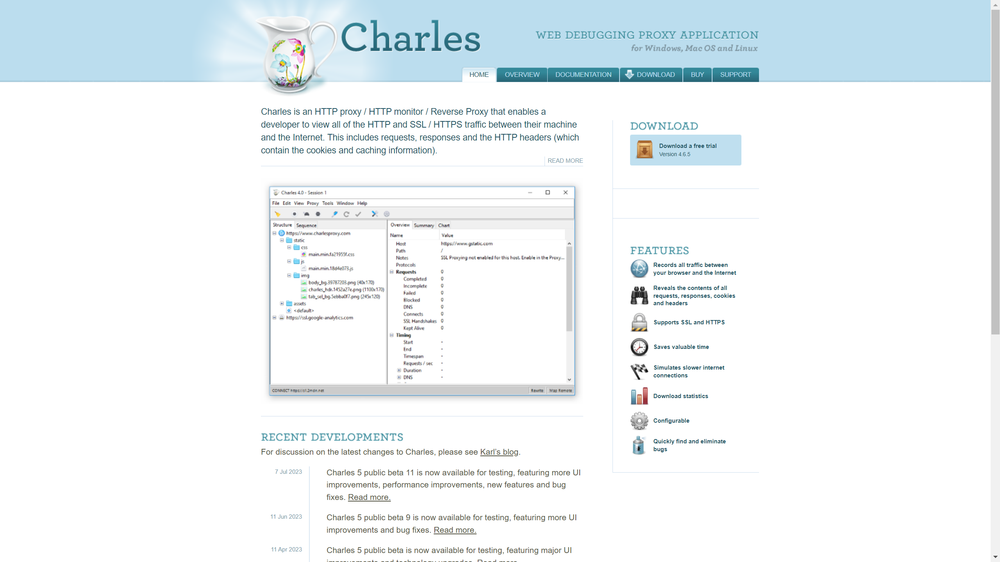 Charles
WEB DEBUGGING PROXY APPLICATION
for Windows, Mac OS and Linux
HOME
OVERVIEW
DOCUMENTATION
DOWNLOAD
BUY
SUPPORT
Charles is an HTTP proxy / HTTP monitor / Reverse Proxy that enables a
developer to view all of the HTTP and SSL / HTTPS traffic between their machine
and the Internet. This includes requests, responses and the HTTP headers (which
contain the cookies and caching information).
READ MORE
Charles 4.0 - Session 1
File Edit View Proxy Tools Window Help
Structure Sequence
https://www.charlesproxy.com
static
css
main.min.fa21955f.css
js
main.min.18d4e073.js
img
body_bg.39787203.png (40x170)
charles_hdr.1452a27e.png (1100x170)
tab_sel_bg.5ebba0f7.png (245x120)
assets
<default>
https://ssl.google-analytics.com
Overview Summary Chart
Name Value
Host https://www.gstatic.com
Path /
Notes SSL Proxying not enabled for this host. Enable in the Proxy...
Protocols
Requests 0
Completed 0
Incomplete 0
Failed 0
Blocked 0
DNS 0
Connects 0
SSL Handshakes 0
Kept Alive 0
Timing
Start -
End -
Timespan -
Requests / sec -
Duration -
DNS -
CONNECT https://s1.2mdn.net
Rewrite Map Remote
RECENT DEVELOPMENTS
For discussion on the latest changes to Charles, please see Karl’s blog.
7 Jul 2023
Charles 5 public beta 11 is now available for testing, featuring more UI
improvements, performance improvements, new features and bug
fixes. Read more.
11 Jun 2023
Charles 5 public beta 9 is now available for testing, featuring more UI
improvements and bug fixes. Read more.
11 Apr 2023
Charles 5 public beta is now available for testing, featuring major UI
improvements and technology upgrades. Read more.
DOWNLOAD
Download a free trial
Version 4.6.5
FEATURES
Records all traffic between
your browser and the Internet
Reveals the contents of all
requests, responses, cookies
and headers
Supports SSL and HTTPS
Saves valuable time
Simulates slower internet
connections
Download statistics
Configurable
Quickly find and eliminate
bugs